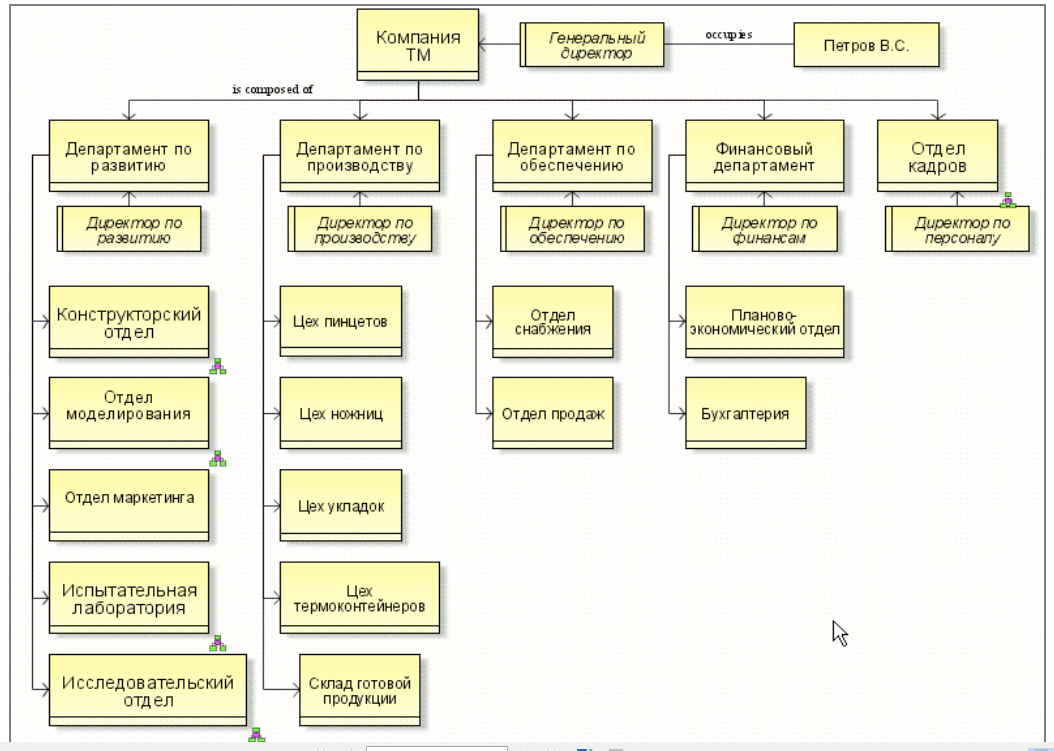 Компания
ТМ
Генеральный
директор
occupies
Петров В.С.
is composed of
Департамент по
развитию
Департамент по
производству
Департамент по
обеспечению
Финансовый
департамент
Отдел
кадров
Директор по
развитию
Директор по
производству
Директор по
обеспечению
Директор по
финансам
Директор по
персоналу
Конструкторский
отдел
Цех пинцетов
Отдел
снабжения
Планово-
экономический отдел
Отдел
моделирования
Цех ножниц
Отдел продаж
Бухгалтерия
Отдел маркетинга
Цех укладок
Испытательная
лаборатория
Цех
термоконтейнеров
Исследовательский
отдел
Склад готовой
продукции